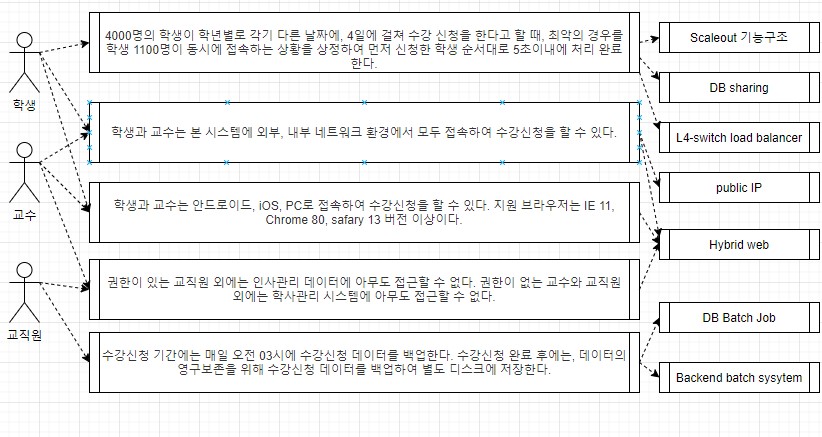 4000명의 학생이 학년별로 각기 다른 날짜에, 4일에 걸쳐 수강 신청을 한다고 할 때, 최악의 경우를
학생 1100명이 동시에 접속하는 상황을 상정하여 먼저 신청한 학생 순서대로 5초이내에 처리 완료
한다.
Scaleout 기능구조
DB sharing
학생
학생과 교수는 본 시스템에 외부, 내부 네트워크 환경에서 모두 접속하여 수강신청을 할 수 있다.
L4-switch load balancer
public IP
교수
학생과 교수는 안드로이드, iOS, PC로 접속하여 수강신청을 할 수 있다. 지원 브라우저는 IE 11,
Chrome 80, safary 13 버전 이상이다.
Hybrid web
권한이 있는 교직원 외에는 인사관리 데이터에 아무도 접근할 수 없다. 권한이 없는 교수와 교직원
외에는 학사관리 시스템에 아무도 접근할 수 없다.
DB Batch Job
교직원
수강신청 기간에는 매일 오전 03시에 수강신청 데이터를 백업한다. 수강신청 완료 후에는, 데이터의
영구보존을 위해 수강신청 데이터를 백업하여 별도 디스크에 저장한다.
Backend batch sysytem